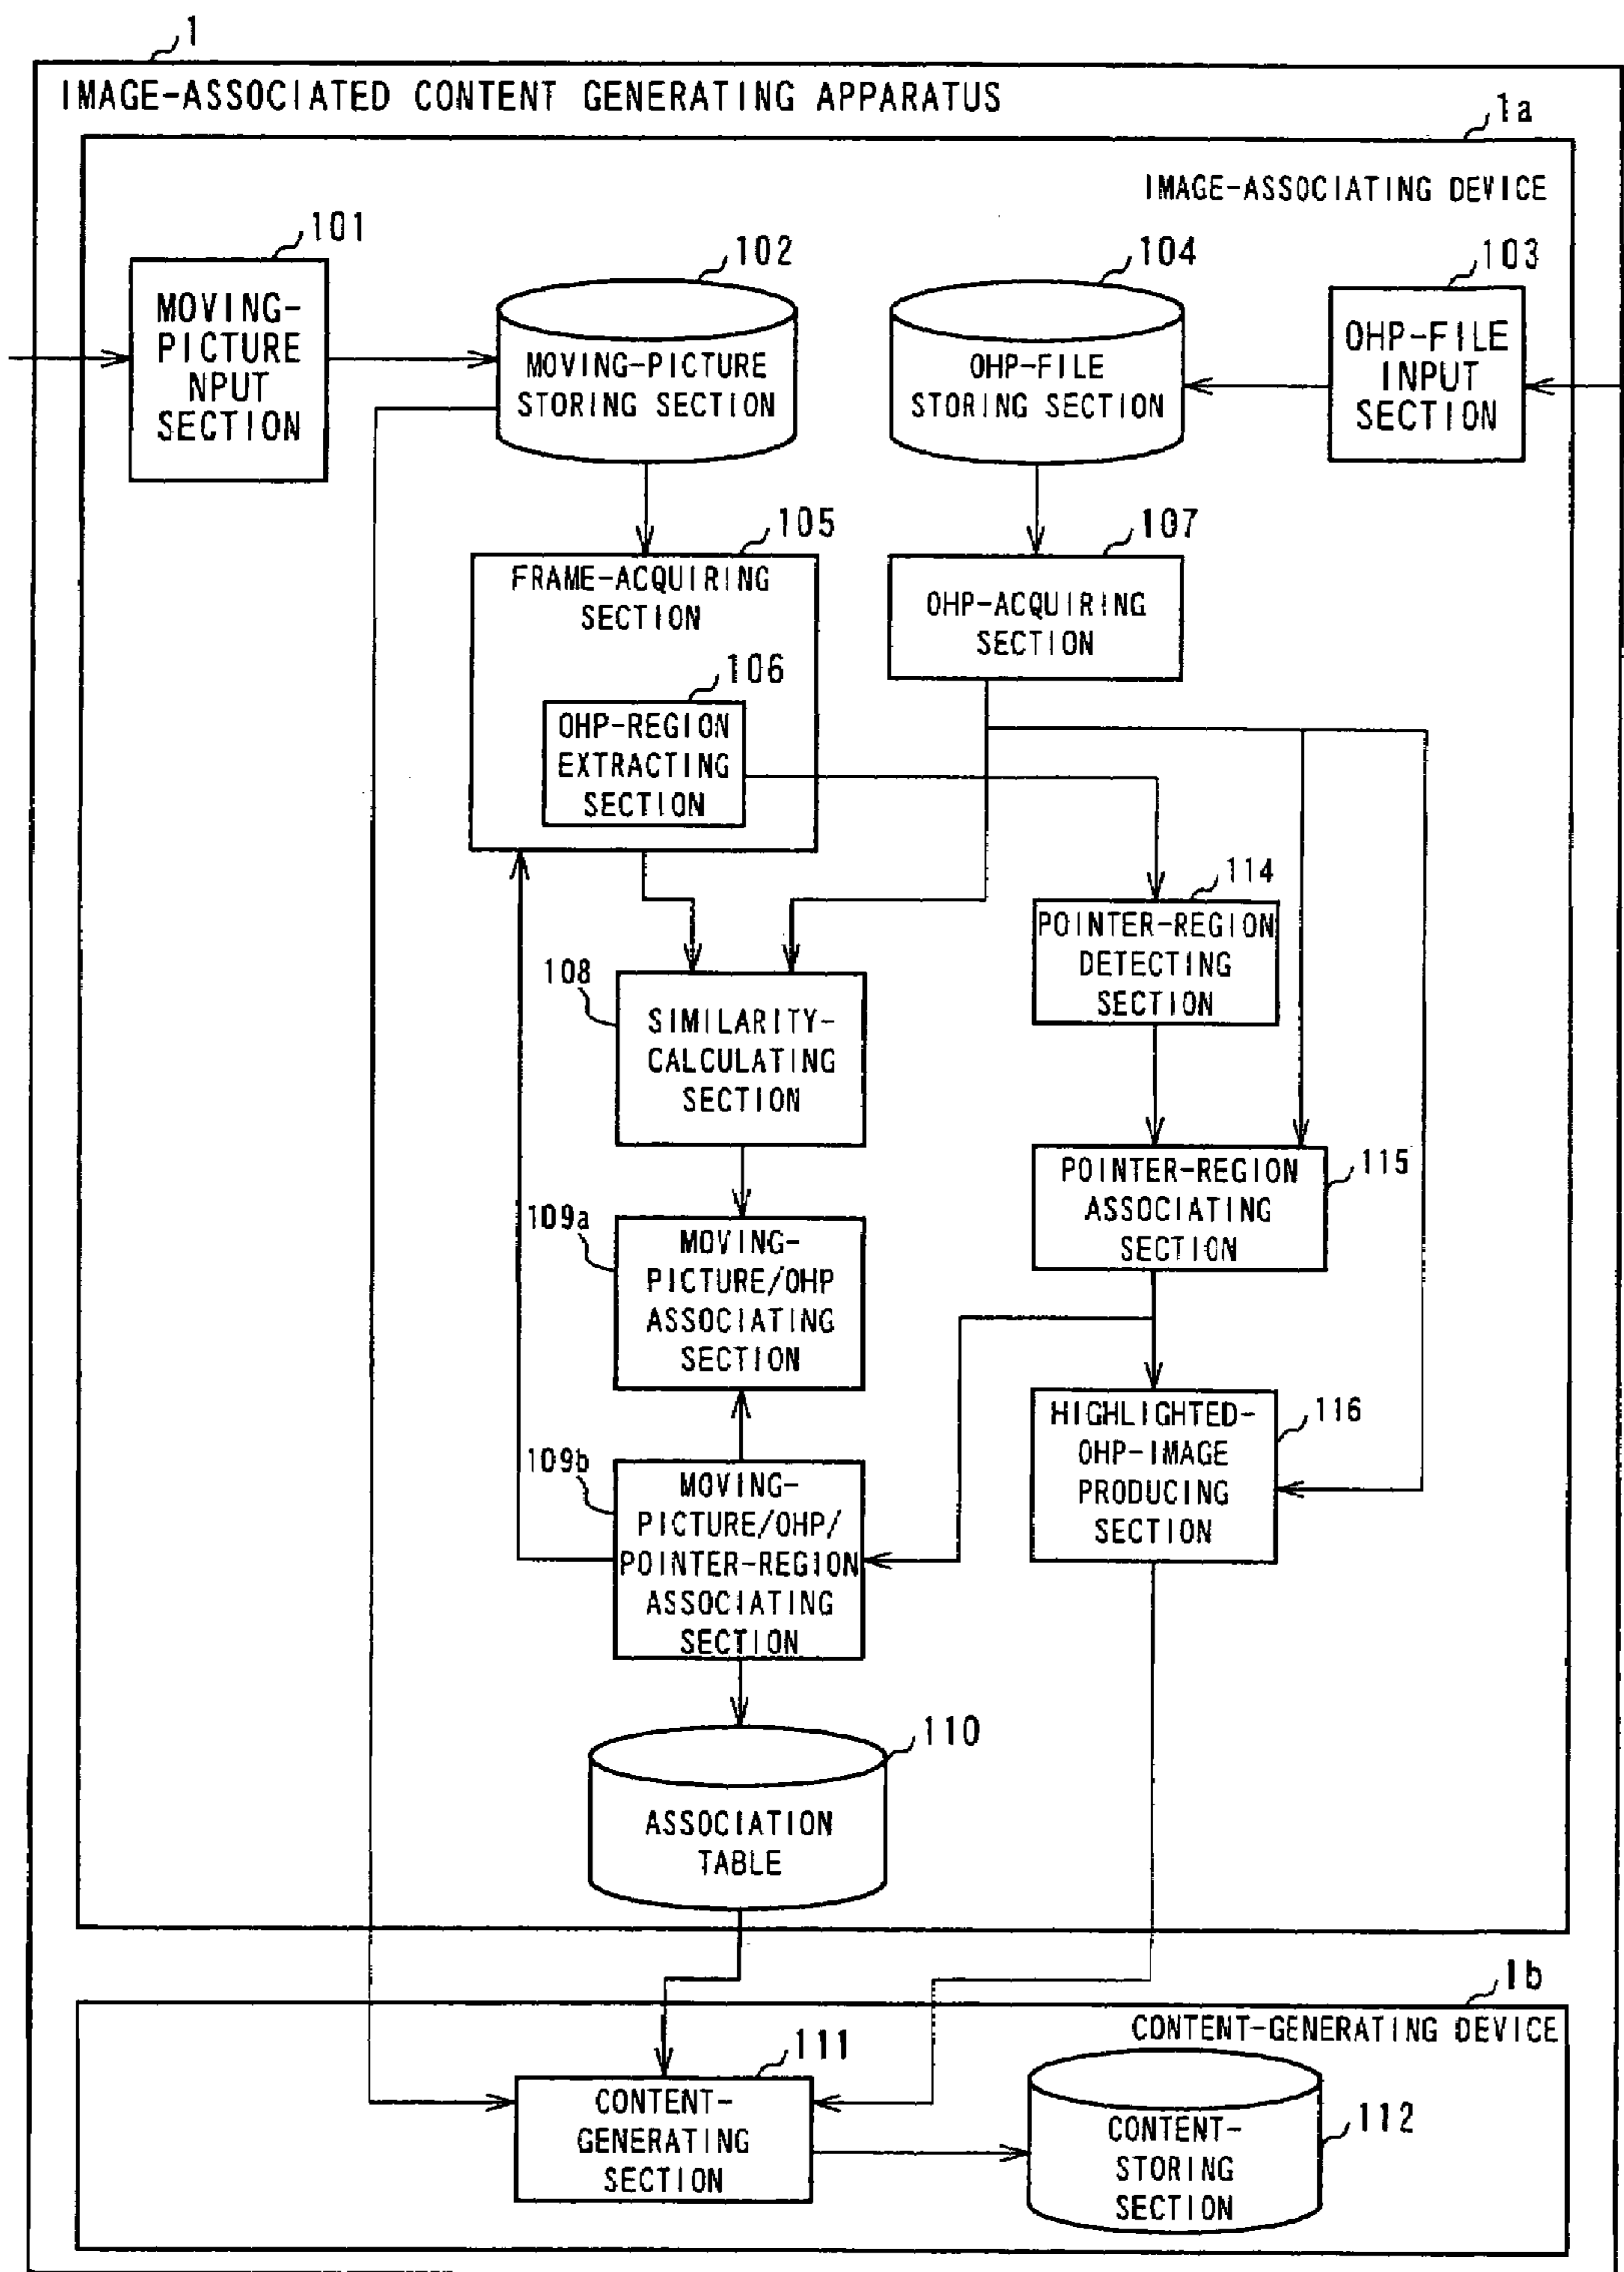 1
IMAGE-ASSOCIATED CONTENT GENERATING APPARATUS
1a
IMAGE-ASSOCIATING DEVICE
101
MOVING-
PICTURE
NPUT
SECTION
102
MOVING-PICTURE
STORING SECTION
104
OHP-FILE
STORING SECTION
103
OHP-FILE
INPUT
SECTION
105
FRAME-ACQUIRING
SECTION
106
OHP-REGION
EXTRACTING
SECTION
107
OHP-ACQUIRING
SECTION
114
POINTER-REGION
DETECTING
SECTION
108
SIMILARITY-
CALCULATING
SECTION
115
POINTER-REGION
ASSOCIATING
SECTION
109a
MOVING-
PICTURE/OHP
ASSOCIATING
SECTION
116
HIGHLIGHTED-
OHP-IMAGE
PRODUCING
SECTION
109b
MOVING-
PICTURE/OHP/
POINTER-REGION
ASSOCIATING
SECTION
110
ASSOCIATION
TABLE
1b
CONTENT-GENERATING DEVICE
111
CONTENT-
GENERATING
SECTION
112
CONTENT-
STORING
SECTION